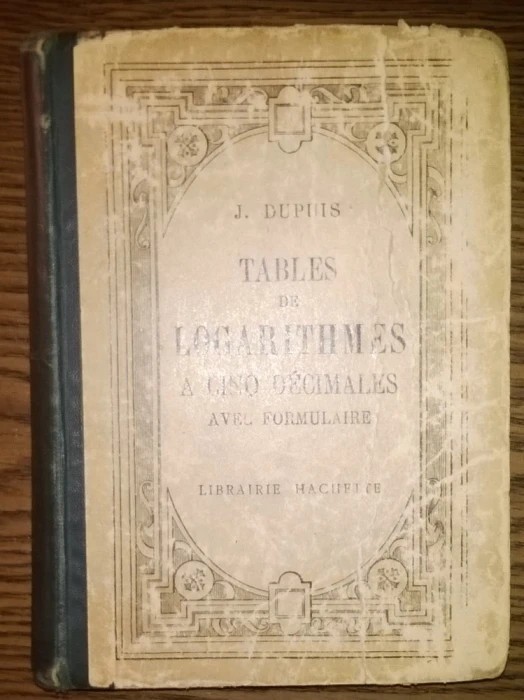 J. DUPUIS
TABLES
DE
LOGARITHMES
A CINQ DÉCIMALES
AVEC FORMULAIRE
LIBRAIRIE HACHETTE